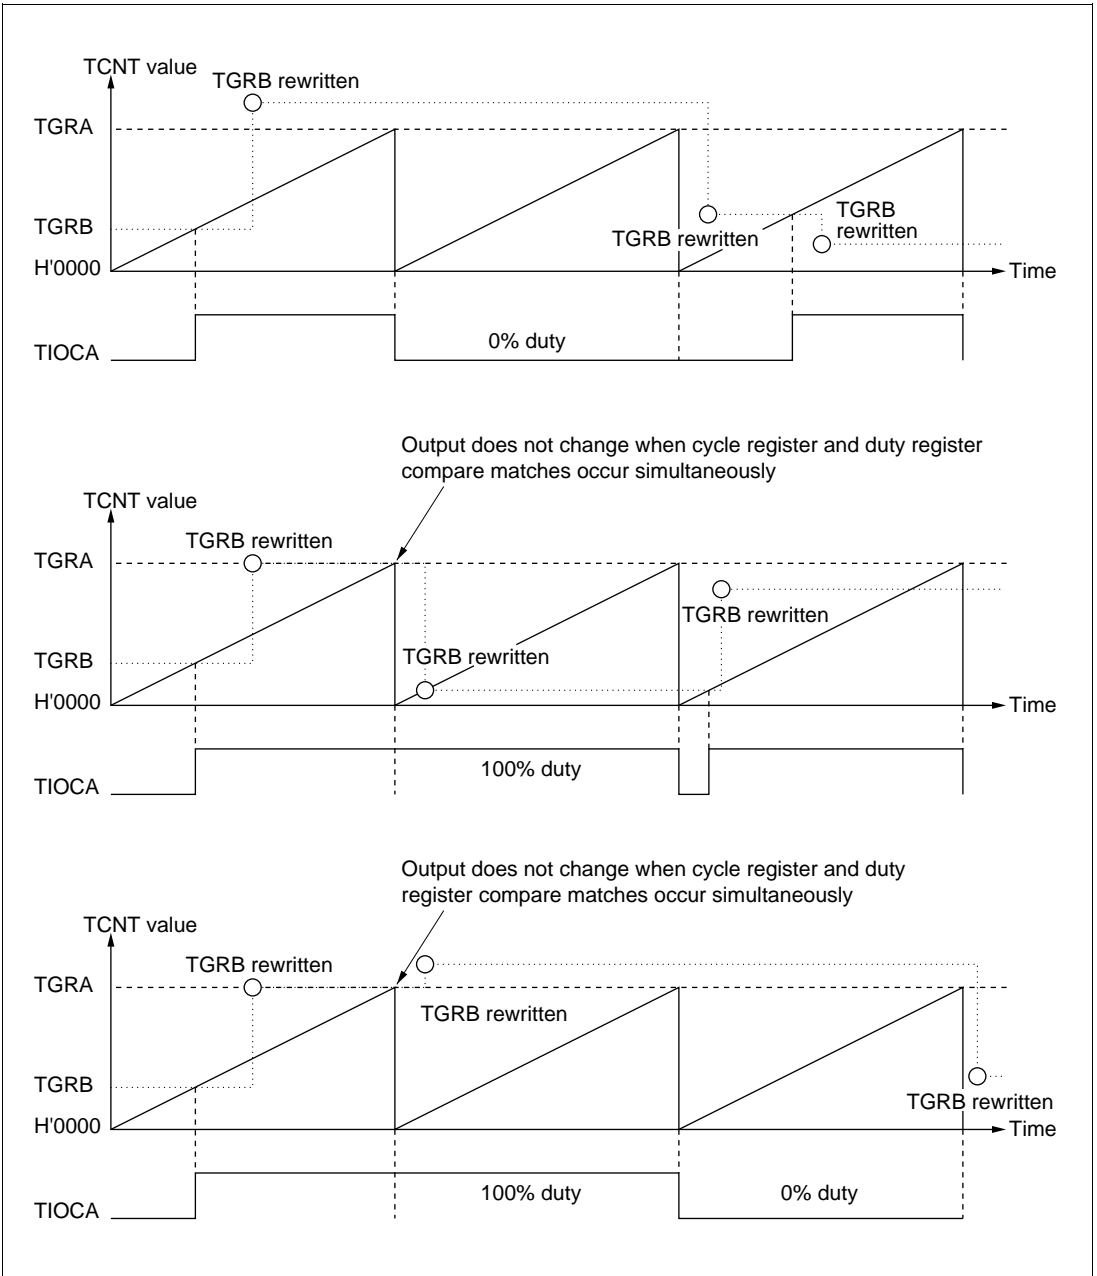 TCNT value
TGRB rewritten
TGRA
TGRB
TGRB
rewritten
TGRB rewritten
H'0000
Time
0% duty
TIOCA
Output does not change when cycle register and duty register
compare matches occur simultaneously
TCNT value
TGRB rewritten
TGRA
TGRB rewritten
TGRB
TGRB rewritten
H'0000
Time
100% duty
TIOCA
Output does not change when cycle register and duty
register compare matches occur simultaneously
TCNT value
TGRB rewritten
TGRA
TGRB rewritten
TGRB
TGRB rewritten
H'0000
Time
100% duty
0% duty
TIOCA